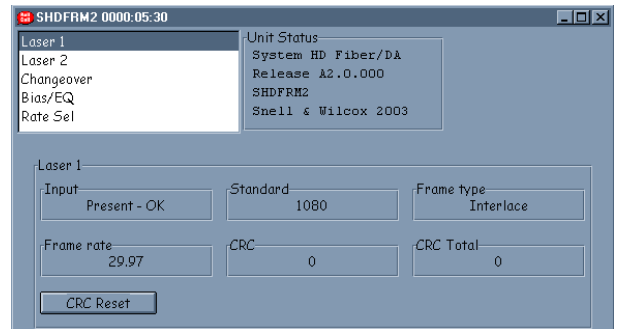 SHDFRM2 0000:05:30
Laser 1
Laser 2
Changeover
Bias/EQ
Rate Sel
Unit Status
System HD Fiber/DA
Release A2.0.000
SHDFRM2
Snell & Wilcox 2003
Laser 1
Input
Present - OK
Standard
1080
Frame type
Interlace
Frame rate
29.97
CRC
0
CRC Total
0
CRC Reset